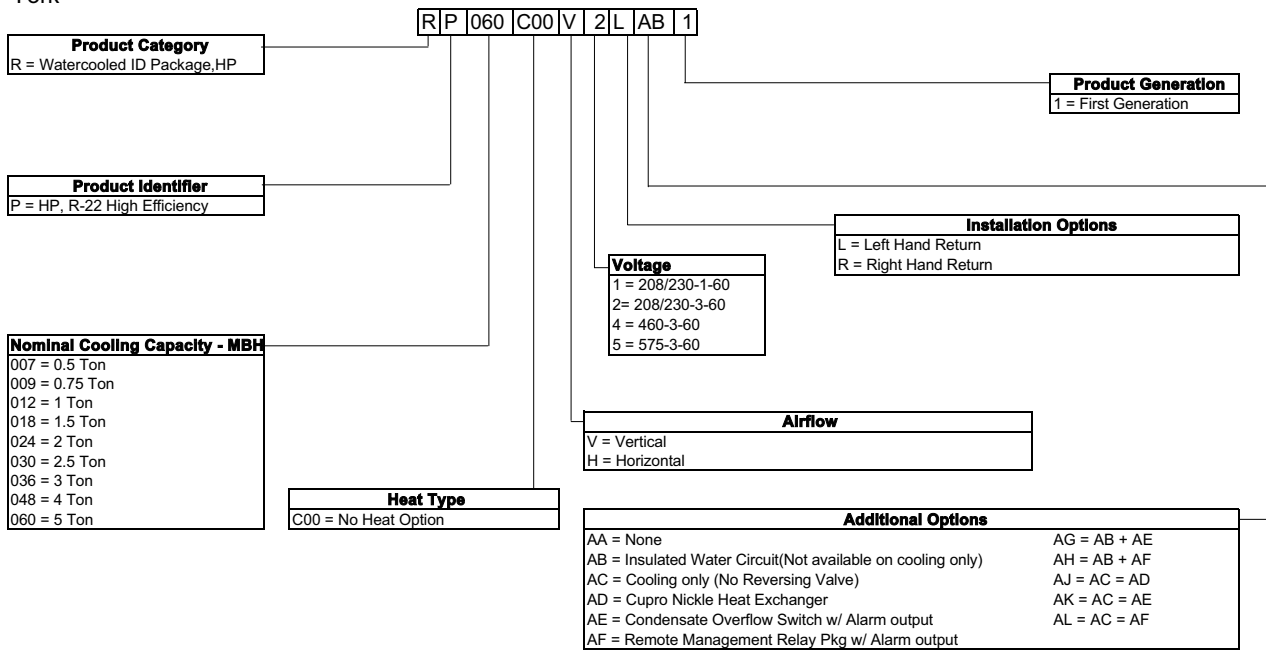 York
R P 060 C00 V 2 L AB 1
Product Category
R = Watercooled ID Package,HP
Product Generation
1 = First Generation
Product Identifier
P = HP, R-22 High Efficiency
Installation Options
L = Left Hand Return
R = Right Hand Return
Voltage
1 = 208/230-1-60
2= 208/230-3-60
4 = 460-3-60
5 = 575-3-60
Nominal Cooling Capacity - MBH
007 = 0.5 Ton
009 = 0.75 Ton
012 = 1 Ton
018 = 1.5 Ton
024 = 2 Ton
030 = 2.5 Ton
036 = 3 Ton
048 = 4 Ton
060 = 5 Ton
Airflow
V = Vertical
H = Horizontal
Heat Type
C00 = No Heat Option
Additional Options
AA = None
AB = Insulated Water Circuit(Not available on cooling only)
AC = Cooling only (No Reversing Valve)
AD = Cupro Nickle Heat Exchanger
AE = Condensate Overflow Switch w/ Alarm output
AF = Remote Management Relay Pkg w/ Alarm output
AG = AB + AE
AH = AB + AF
AJ = AC = AD
AK = AC = AE
AL = AC = AF